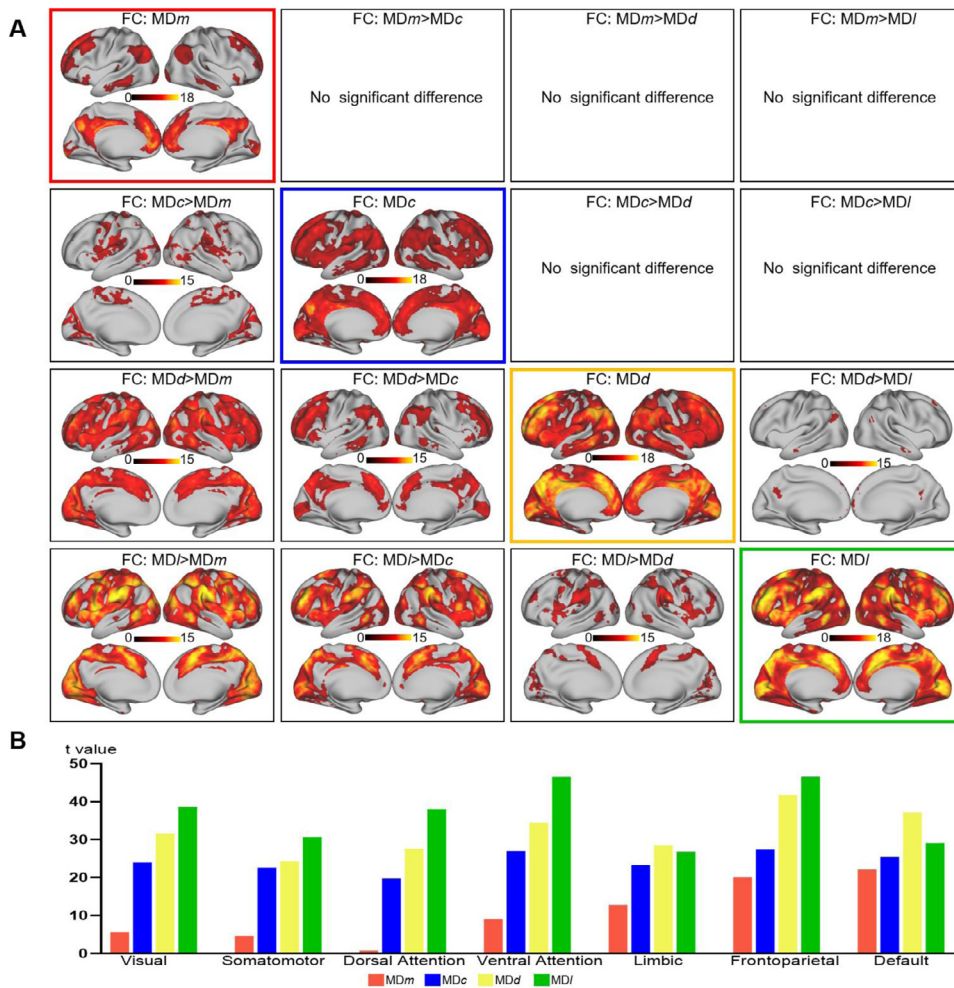 A
FC: MDm
0 18
FC: MDm>MDc
No significant difference
FC: MDm>MDd
No significant difference
FC: MDm>MDl
No significant difference
FC: MDc>MDm
0 15
FC: MDc
0 18
FC: MDc>MDd
No significant difference
FC: MDc>MDl
No significant difference
FC: MDd>MDm
0 15
FC: MDd>MDc
0 15
FC: MDd
0 18
FC: MDd>MDl
0 15
FC: MDl>MDm
0 15
FC: MDl>MDc
0 15
FC: MDl>MDd
0 15
FC: MDl
0 18
B
t value
50
40
30
20
10
0
Visual Somatomotor Dorsal Attention Ventral Attention Limbic Frontoparietal Default
MDm MDc MDd MDl